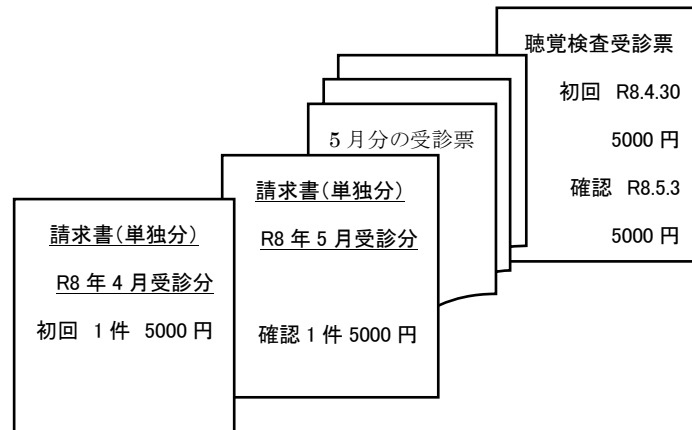 聴覚検査受診票
初回 R8.4.30
5000 円
確認 R8.5.3
5000 円
5 月分の受診票
請求書(単独分)
R8 年 5 月受診分
確認 1 件 5000 円
請求書(単独分)
R8 年 4 月受診分
初回 1 件 5000 円